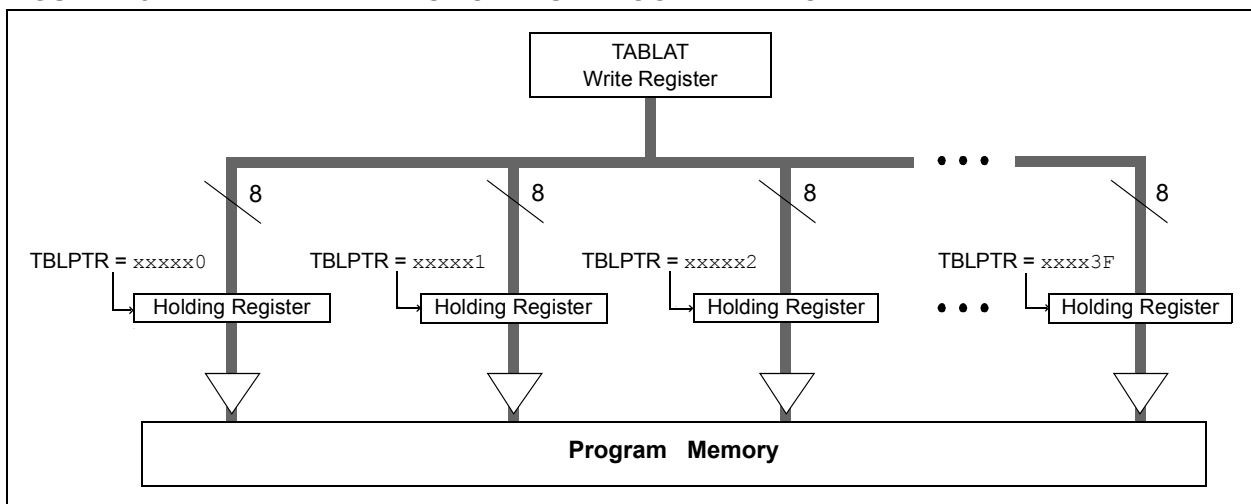 TABLAT
Write Register
8 8 8 8
TBLPTR = xxxxx0 TBLPTR = xxxxx1 TBLPTR = xxxxx2 TBLPTR = xxxx3F
Holding Register Holding Register Holding Register Holding Register
Program Memory